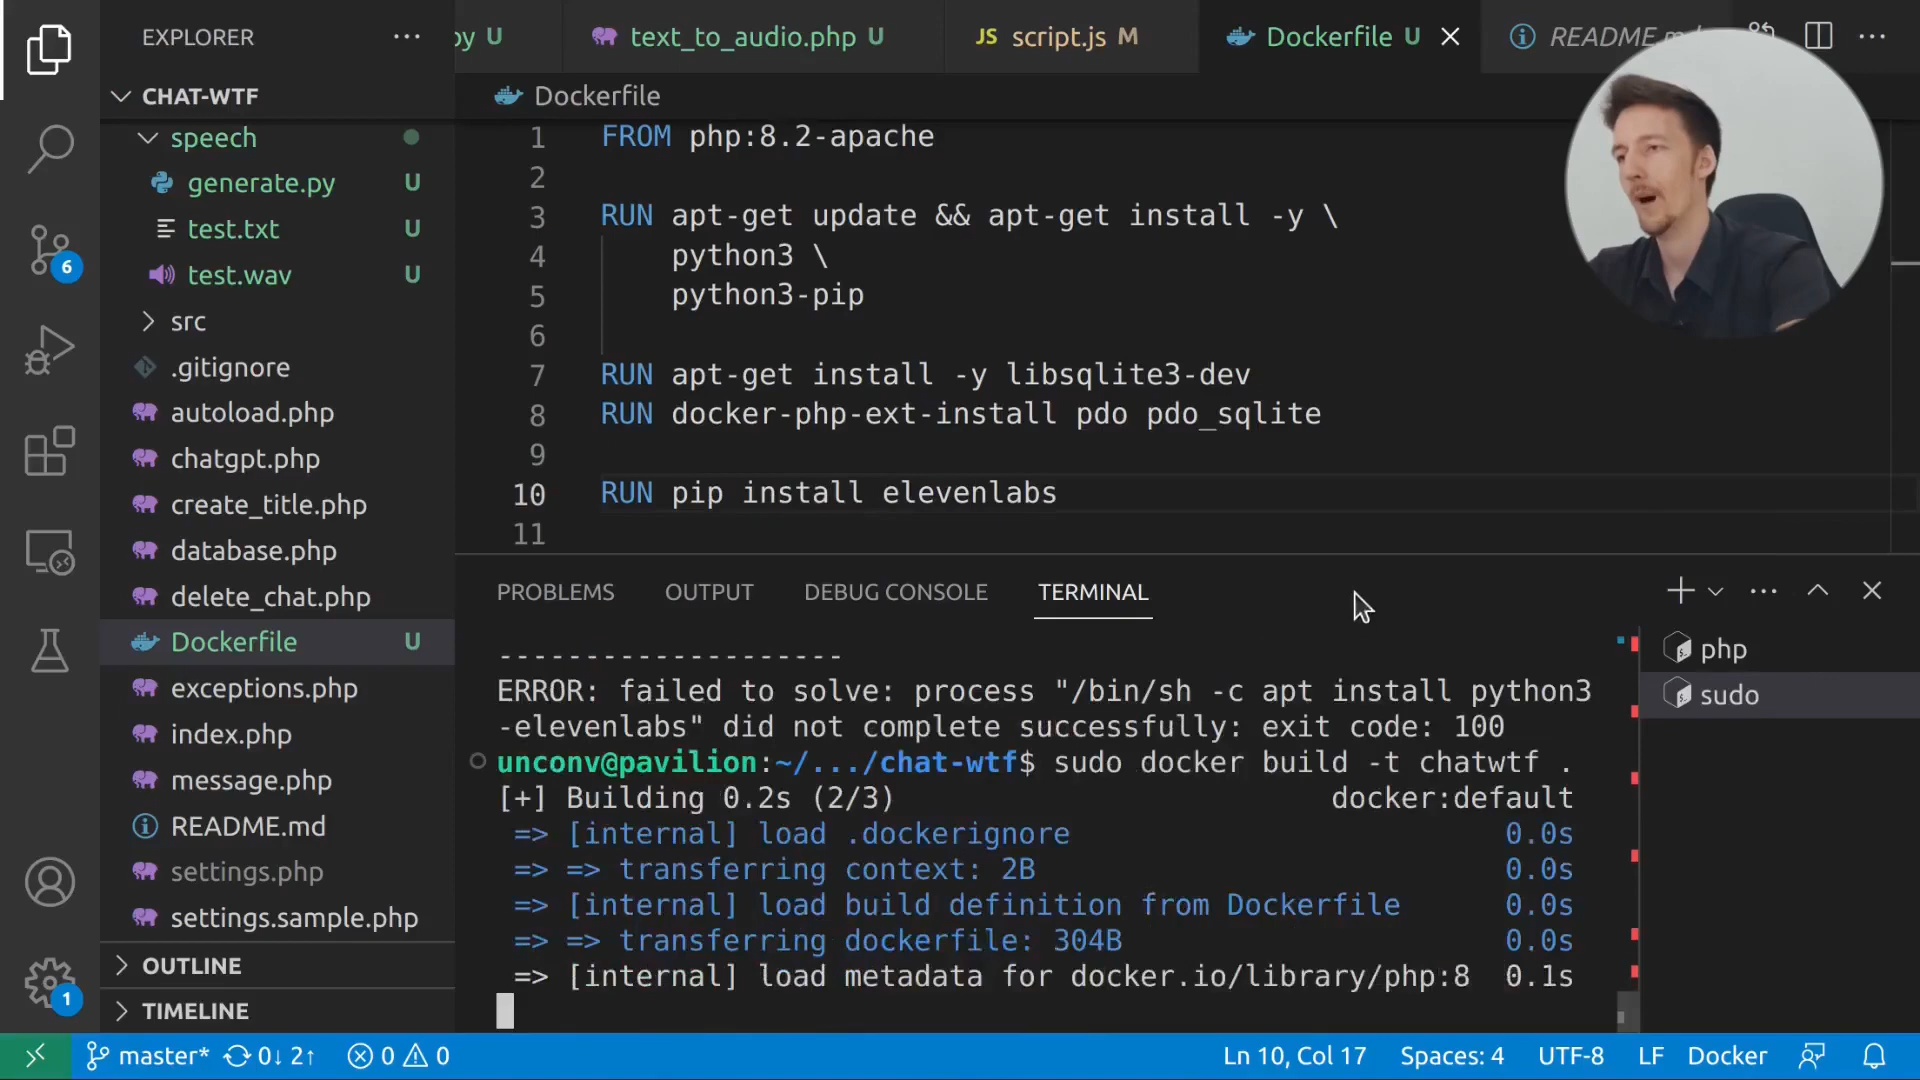 EXPLORER
py U
text_to_audio.php U
JS script.js M
Dockerfile U
README.md
CHAT-WTF
Dockerfile
speech
generate.py U
test.txt U
test.wav U
src
.gitignore
autoload.php
chatgpt.php
create_title.php
database.php
delete_chat.php
Dockerfile U
exceptions.php
index.php
message.php
README.md
settings.php
settings.sample.php
OUTLINE
TIMELINE
6
1
1 FROM php:8.2-apache
2
3 RUN apt-get update && apt-get install -y \
4 python3 \
5 python3-pip
6
7 RUN apt-get install -y libsqlite3-dev
8 RUN docker-php-ext-install pdo pdo_sqlite
9
10 RUN pip install elevenlabs
11
PROBLEMS OUTPUT DEBUG CONSOLE TERMINAL
--------------------
ERROR: failed to solve: process "/bin/sh -c apt install python3
-elevenlabs" did not complete successfully: exit code: 100
unconv@pavilion:~/.../chat-wtf$ sudo docker build -t chatwtf .
[+] Building 0.2s (2/3) docker:default
=> [internal] load .dockerignore 0.0s
=> => transferring context: 2B 0.0s
=> [internal] load build definition from Dockerfile 0.0s
=> => transferring dockerfile: 304B 0.0s
=> [internal] load metadata for docker.io/library/php:8 0.1s
php
sudo
master* 0↓ 2↑ 0 0
Ln 10, Col 17 Spaces: 4 UTF-8 LF Docker